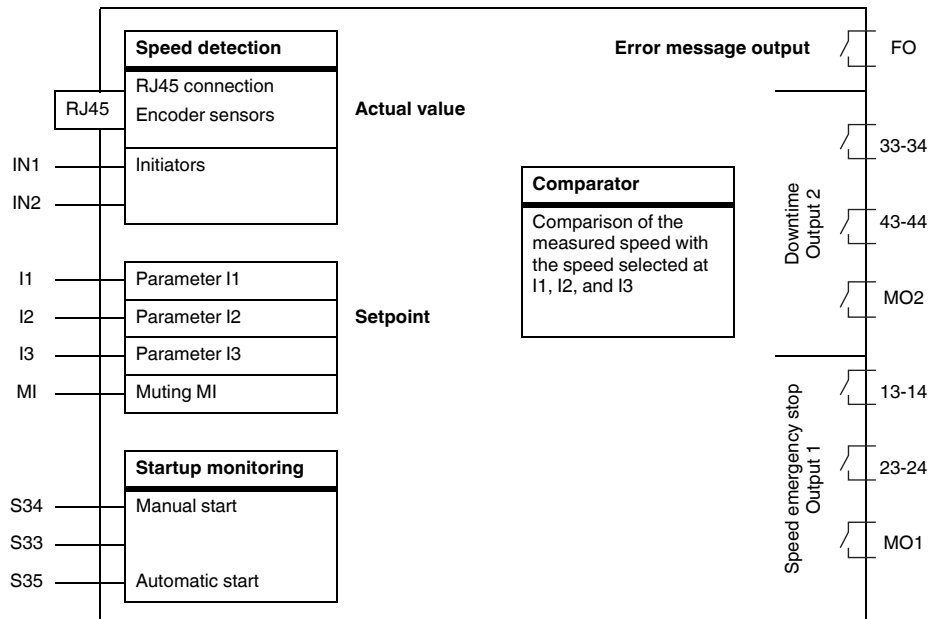 Speed detection
RJ45 connection
Encoder sensors
Initiators
RJ45
IN1
IN2
Actual value
I1
I2
I3
MI
Parameter I1
Parameter I2
Parameter I3
Muting MI
Setpoint
Startup monitoring
Manual start
Automatic start
S34
S33
S35
Comparator
Comparison of the
measured speed with
the speed selected at
I1, I2, and I3
Error message output
FO
Downtime
Output 2
33-34
43-44
MO2
Speed emergency stop
Output 1
13-14
23-24
MO1